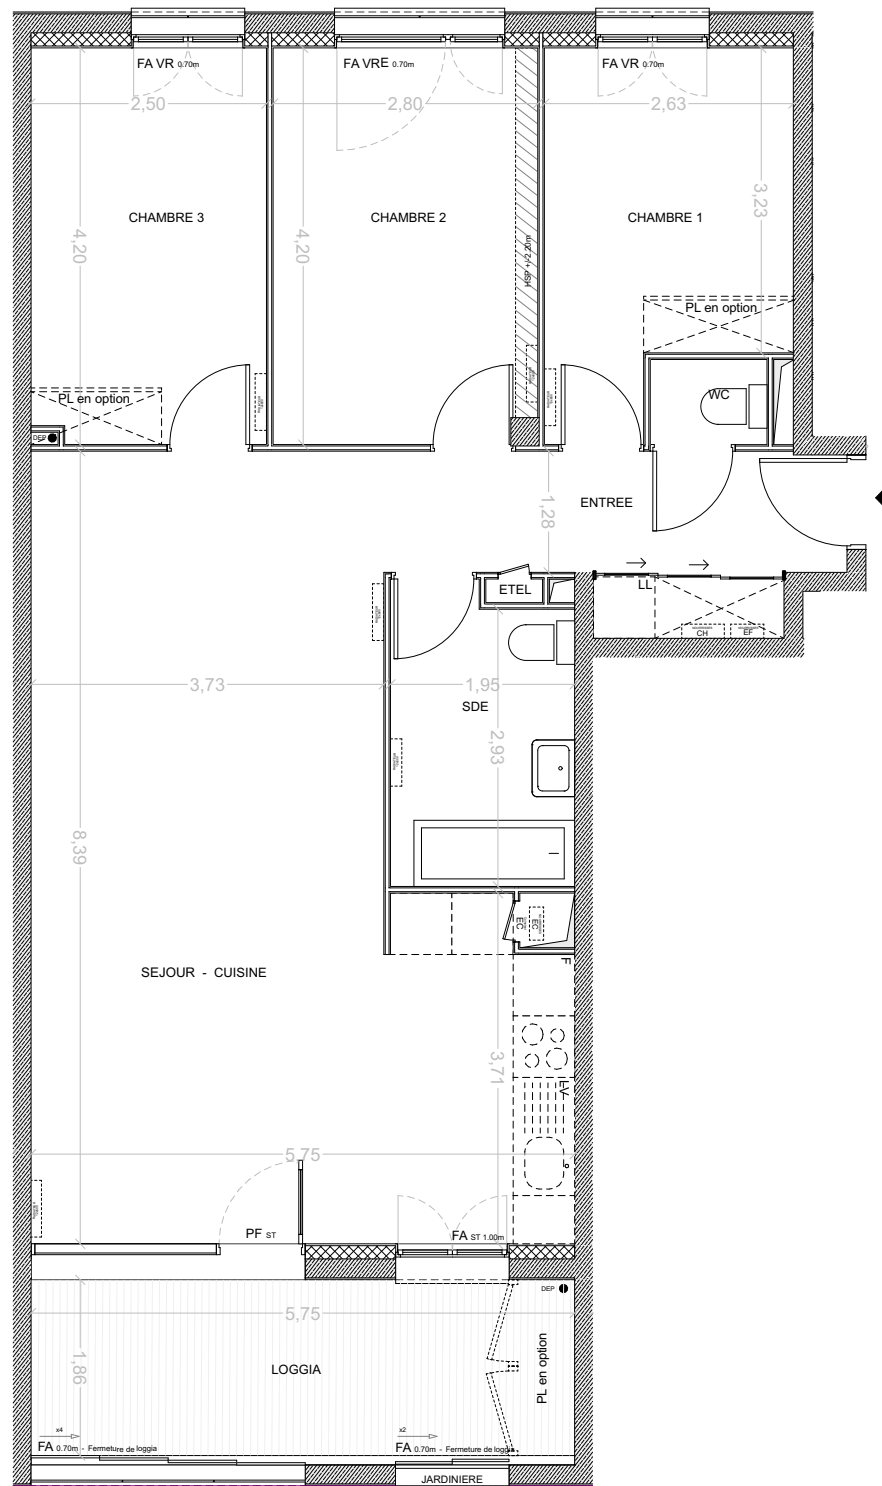 FA VR 0.70m
FA VRE 0.70m
FA VR 0.70m
2,50
2,80
2,63
CHAMBRE 3
CHAMBRE 2
CHAMBRE 1
4,20
4,20
3,23
HSP +/-2.20m
PL en option
PL en option
WC
DEP
ENTREE
1,28
ETEL
LL
CH
EF
3,73
1,95
SDE
2,93
8,39
EC
EC
SEJOUR - CUISINE
F
3,71
LV
5,75
PF ST
FA ST 1.00m
DEP
5,75
1,86
LOGGIA
PL en option
x4
x2
FA 0.70m - Fermeture de loggia
FA 0.70m - Fermeture de loggia
JARDINIERE